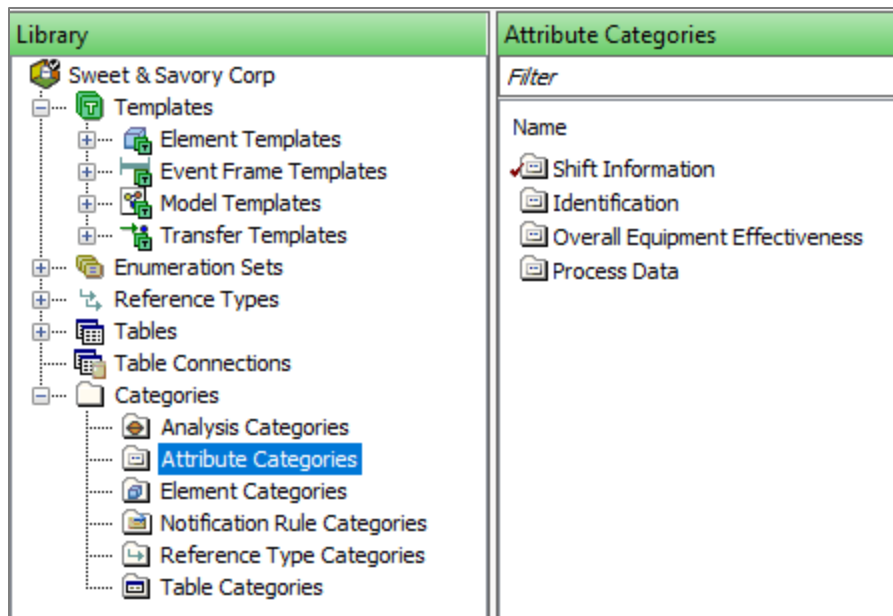 Library
Sweet & Savory Corp
Templates
Element Templates
Event Frame Templates
Model Templates
Transfer Templates
Enumeration Sets
Reference Types
Tables
Table Connections
Categories
Analysis Categories
Attribute Categories
Element Categories
Notification Rule Categories
Reference Type Categories
Table Categories
Attribute Categories
Filter
Name
Shift Information
Identification
Overall Equipment Effectiveness
Process Data